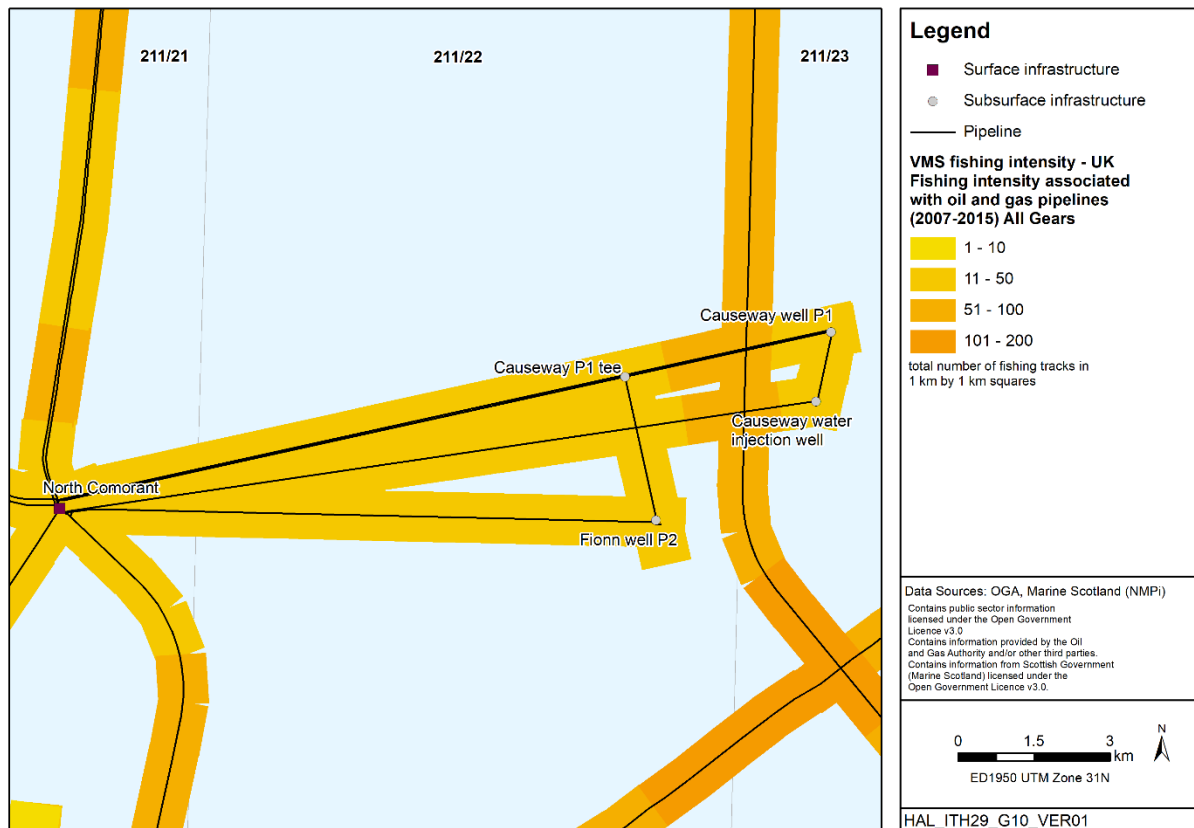 211/21
211/22
211/23
Causeway well P1
Causeway P1 tee
Causeway water
injection well
North Comorant
Fionn well P2
Legend
Surface infrastructure
Subsurface infrastructure
Pipeline
VMS fishing intensity - UK
Fishing intensity associated
with oil and gas pipelines
(2007-2015) All Gears
1 - 10
11 - 50
51 - 100
101 - 200
total number of fishing tracks in
1 km by 1 km squares
Data Sources: OGA, Marine Scotland (NMPi)
Contains public sector information
licensed under the Open Government
Licence v3.0
Contains information provided by the Oil
and Gas Authority and/or other third parties.
Contains information from Scottish Government
(Marine Scotland) licensed under the
Open Government Licence v3.0.
0 1.5 3
km
N
ED1950 UTM Zone 31N
HAL_ITH29_G10_VER01